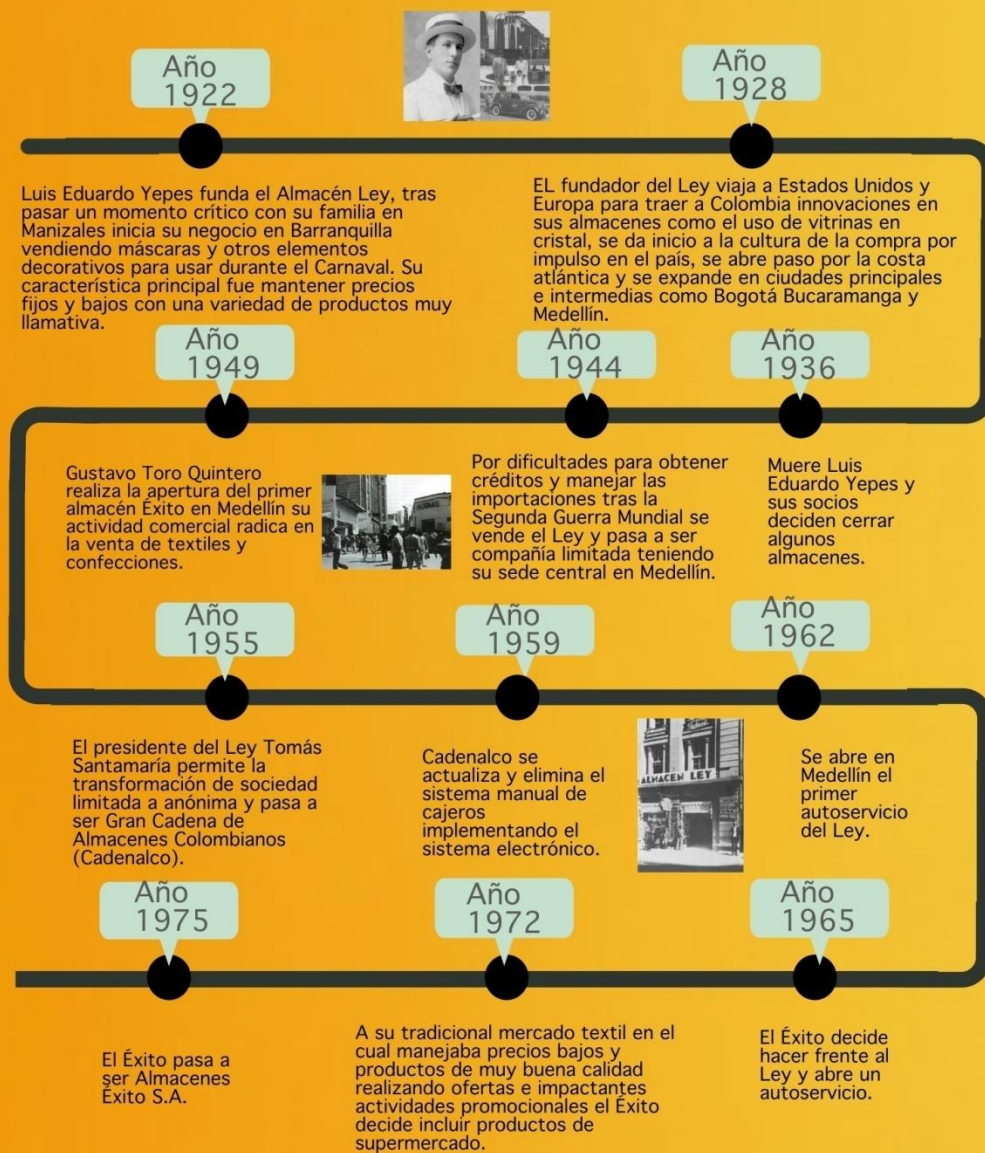 Año
1922
Luis Eduardo Yepes funda el Almacén Ley, tras
pasar un momento crítico con su familia en
Manizales inicia su negocio en Barranquilla
vendiendo máscaras y otros elementos
decorativos para usar durante el Carnaval. Su
característica principal fue mantener precios
fijos y bajos con una variedad de productos muy
llamativa.
Año
1928
EL fundador del Ley viaja a Estados Unidos y
Europa para traer a Colombia innovaciones en
sus almacenes como el uso de vitrinas en
cristal, se da inicio a la cultura de la compra por
impulso en el país, se abre paso por la costa
atlántica y se expande en ciudades principales
e intermedias como Bogotá Bucaramanga y
Medellín.
Año
1936
Muere Luis
Eduardo Yepes y
sus socios
deciden cerrar
algunos
almacenes.
Año
1944
Por dificultades para obtener
créditos y manejar las
importaciones tras la
Segunda Guerra Mundial se
vende el Ley y pasa a ser
compañía limitada teniendo
su sede central en Medellín.
Año
1949
Gustavo Toro Quintero
realiza la apertura del primer
almacén Éxito en Medellín su
actividad comercial radica en
la venta de textiles y
confecciones.
Año
1955
El presidente del Ley Tomás
Santamaría permite la
transformación de sociedad
limitada a anónima y pasa a
ser Gran Cadena de
Almacenes Colombianos
(Cadenalco).
Año
1959
Cadenalco se
actualiza y elimina el
sistema manual de
cajeros
implementando el
sistema electrónico.
ALMACEN LEY
Año
1962
Se abre en
Medellín el
primer
autoservicio
del Ley.
Año
1965
El Éxito decide
hacer frente al
Ley y abre un
autoservicio.
Año
1972
A su tradicional mercado textil en el
cual manejaba precios bajos y
productos de muy buena calidad
realizando ofertas e impactantes
actividades promocionales el Éxito
decide incluir productos de
supermercado.
Año
1975
El Éxito pasa a
ser Almacenes
Éxito S.A.